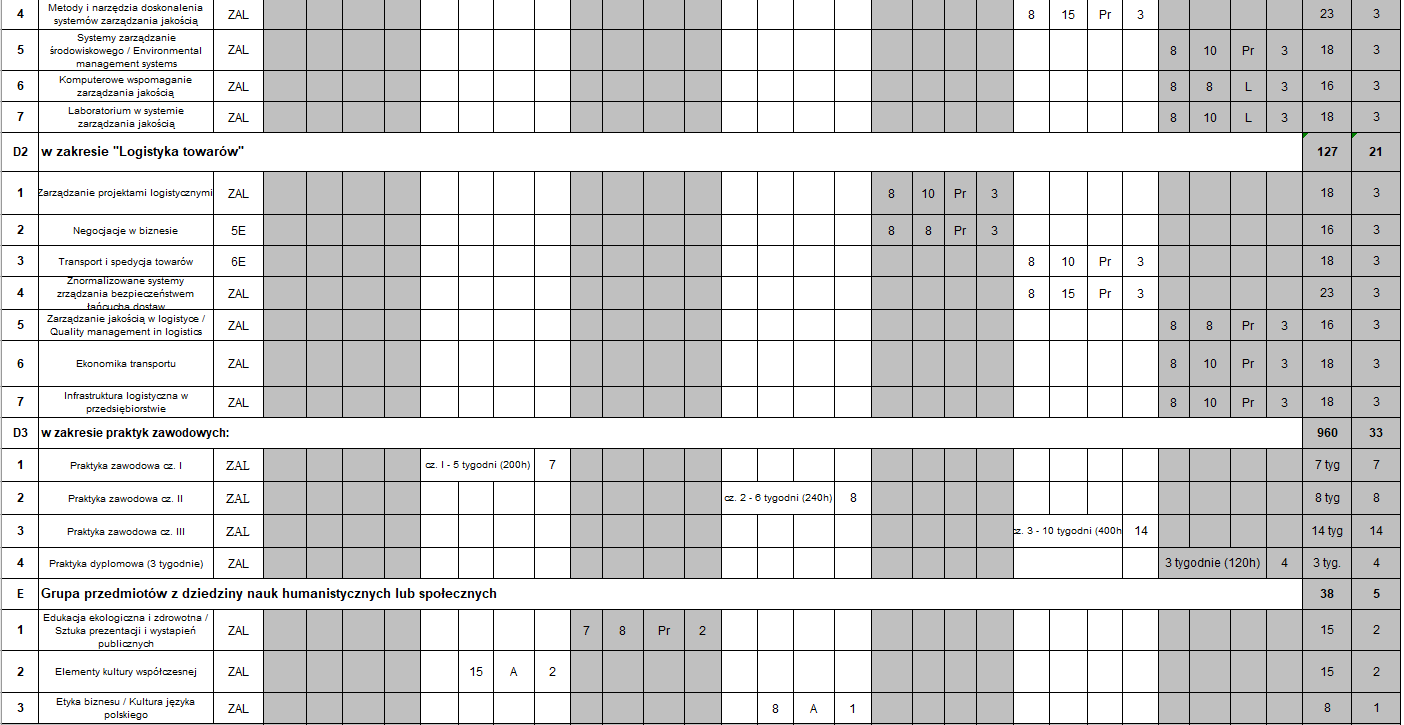 4 Metody i narzędzia doskonalenia systemów zarządzania jakością ZAL 8 15 Pr 3 23 3
5 Systemy zarządzanie środowiskowego / Environmental management systems ZAL 8 10 Pr 3 18 3
6 Komputerowe wspomaganie zarządzania jakością ZAL 8 8 L 3 16 3
7 Laboratorium w systemie zarządzania jakością ZAL 8 10 L 3 18 3
D2 w zakresie "Logistyka towarów" 127 21
1 Zarządzanie projektami logistycznymi ZAL 8 10 Pr 3 18 3
2 Negocjacje w biznesie 5E 8 8 Pr 3 16 3
3 Transport i spedycja towarów 6E 8 10 Pr 3 18 3
4 Znormalizowane systemy zrządzania bezpieczeństwem łańcucha dostaw ZAL 8 15 Pr 3 23 3
5 Zarządzanie jakością w logistyce / Quality management in logistics ZAL 8 8 Pr 3 16 3
6 Ekonomika transportu ZAL 8 10 Pr 3 18 3
7 Infrastruktura logistyczna w przedsiębiorstwie ZAL 8 10 Pr 3 18 3
D3 w zakresie praktyk zawodowych: 960 33
1 Praktyka zawodowa cz. I ZAL cz. I - 5 tygodni (200h) 7 7 tyg 7
2 Praktyka zawodowa cz. II ZAL cz. 2 - 6 tygodni (240h) 8 8 tyg 8
3 Praktyka zawodowa cz. III ZAL cz. 3 - 10 tygodni (400h 14 14 tyg 14
4 Praktyka dyplomowa (3 tygodnie) ZAL 3 tygodnie (120h) 4 3 tyg. 4
E Grupa przedmiotów z dziedziny nauk humanistycznych lub społecznych 38 5
1 Edukacja ekologiczna i zdrowotna / Sztuka prezentacji i wystapień publicznych ZAL 7 8 Pr 2 15 2
2 Elementy kultury współczesnej ZAL 15 A 2 15 2
3 Etyka biznesu / Kultura języka polskiego ZAL 8 A 1 8 1